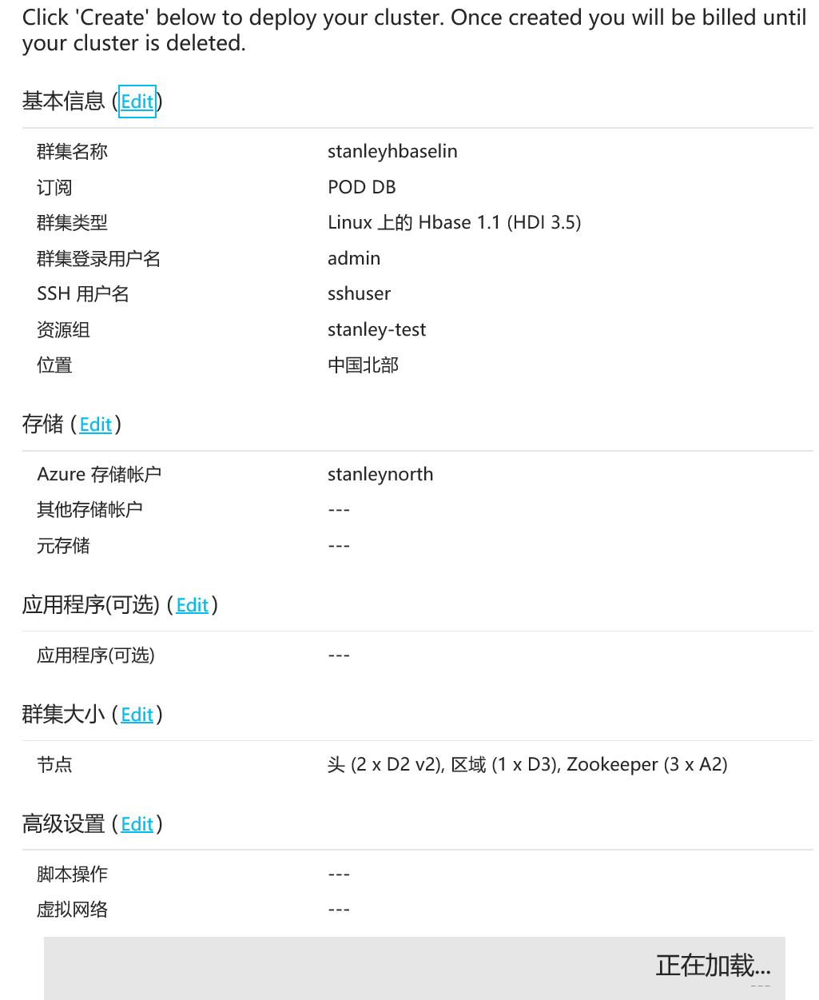 Click 'Create' below to deploy your cluster. Once created you will be billed until
your cluster is deleted.
基本信息 (Edit)
群集名称 stanleyhbaselin
订阅 POD DB
群集类型 Linux 上的 Hbase 1.1 (HDI 3.5)
群集登录用户名 admin
SSH 用户名 sshuser
资源组 stanley-test
位置 中国北部
存储 (Edit)
Azure 存储帐户 stanleynorth
其他存储帐户 ---
元存储 ---
应用程序(可选) (Edit)
应用程序(可选) ---
群集大小 (Edit)
节点 头 (2 x D2 v2), 区域 (1 x D3), Zookeeper (3 x A2)
高级设置 (Edit)
脚本操作 ---
虚拟网络 ---
正在加载...
---